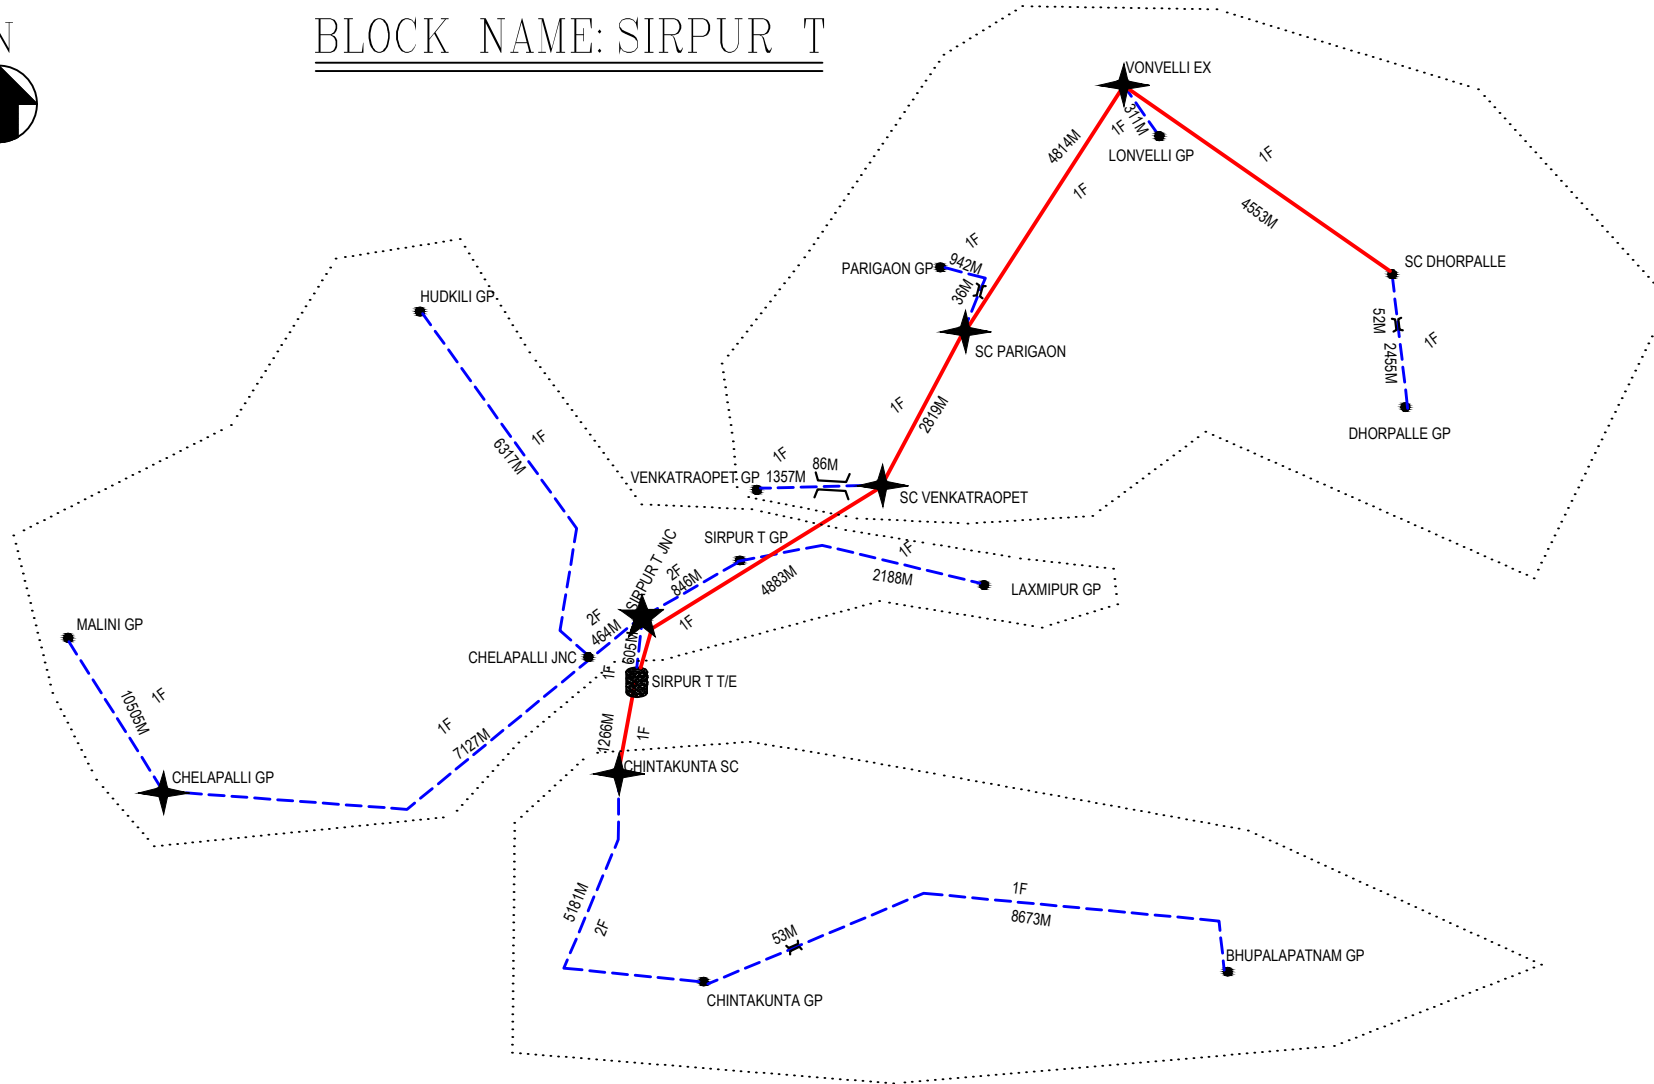 N
BLOCK NAME: SIRPUR T
VONVELLI EX
311M
1F
LONVELLI GP
4814M
1F
1F
4553M
SC DHORPALLE
1F
942M
PARIGAON GP
36M
SC PARIGAON
52M
2455M
1F
DHORPALLE GP
HUDKILI GP
1F
6317M
1F
2819M
1F
86M
VENKATRAOPET GP
1357M
SC VENKATRAOPET
SIRPUR T GP
SIRPUR T JNC
2F
846M
4883M
1F
1F
2188M
LAXMIPUR GP
2F
464M
605M
1F
CHELAPALLI JNC
SIRPUR T T/E
MALINI GP
1F
10505M
1F
7127M
CHELAPALLI GP
1266M
1F
CHINTAKUNTA SC
5181M
2F
53M
CHINTAKUNTA GP
1F
8673M
BHUPALAPATNAM GP